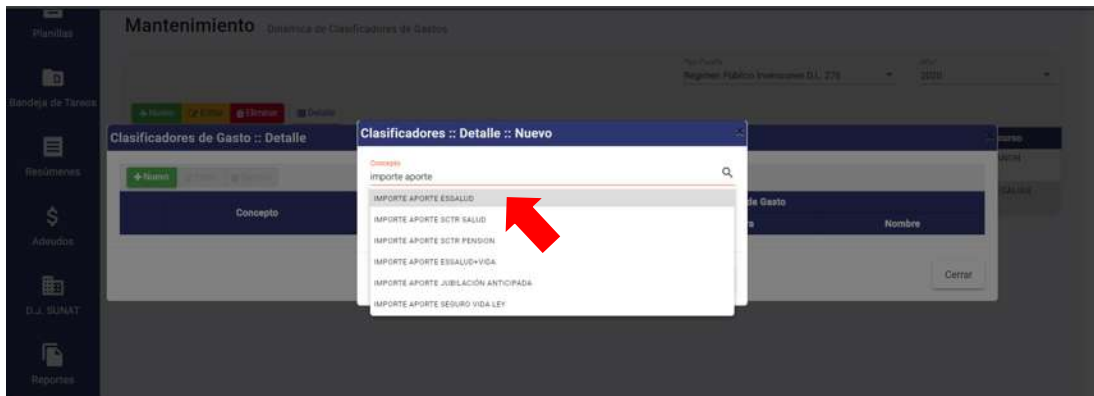 Planillas
Mantenimiento Dinámica de Clasificadores de Gastos
Bandeja de Tareas
Régimen Público Inversiones D.L. 276
2020
+Nuevo Editar Eliminar Detalle
Clasificadores de Gasto :: Detalle
Clasificadores :: Detalle :: Nuevo
Resúmenes
+Nuevo
Concepto
importe aporte
IMPORTE APORTE ESSALUD
IMPORTE APORTE SCTR SALUD
IMPORTE APORTE SCTR PENSION
IMPORTE APORTE ESSALUD+VIDA
IMPORTE APORTE JUBILACIÓN ANTICIPADA
IMPORTE APORTE SEGURO VIDA LEY
Concepto
de Gasto
Nombre
Cerrar
Adeudos
D.J. SUNAT
Reportes